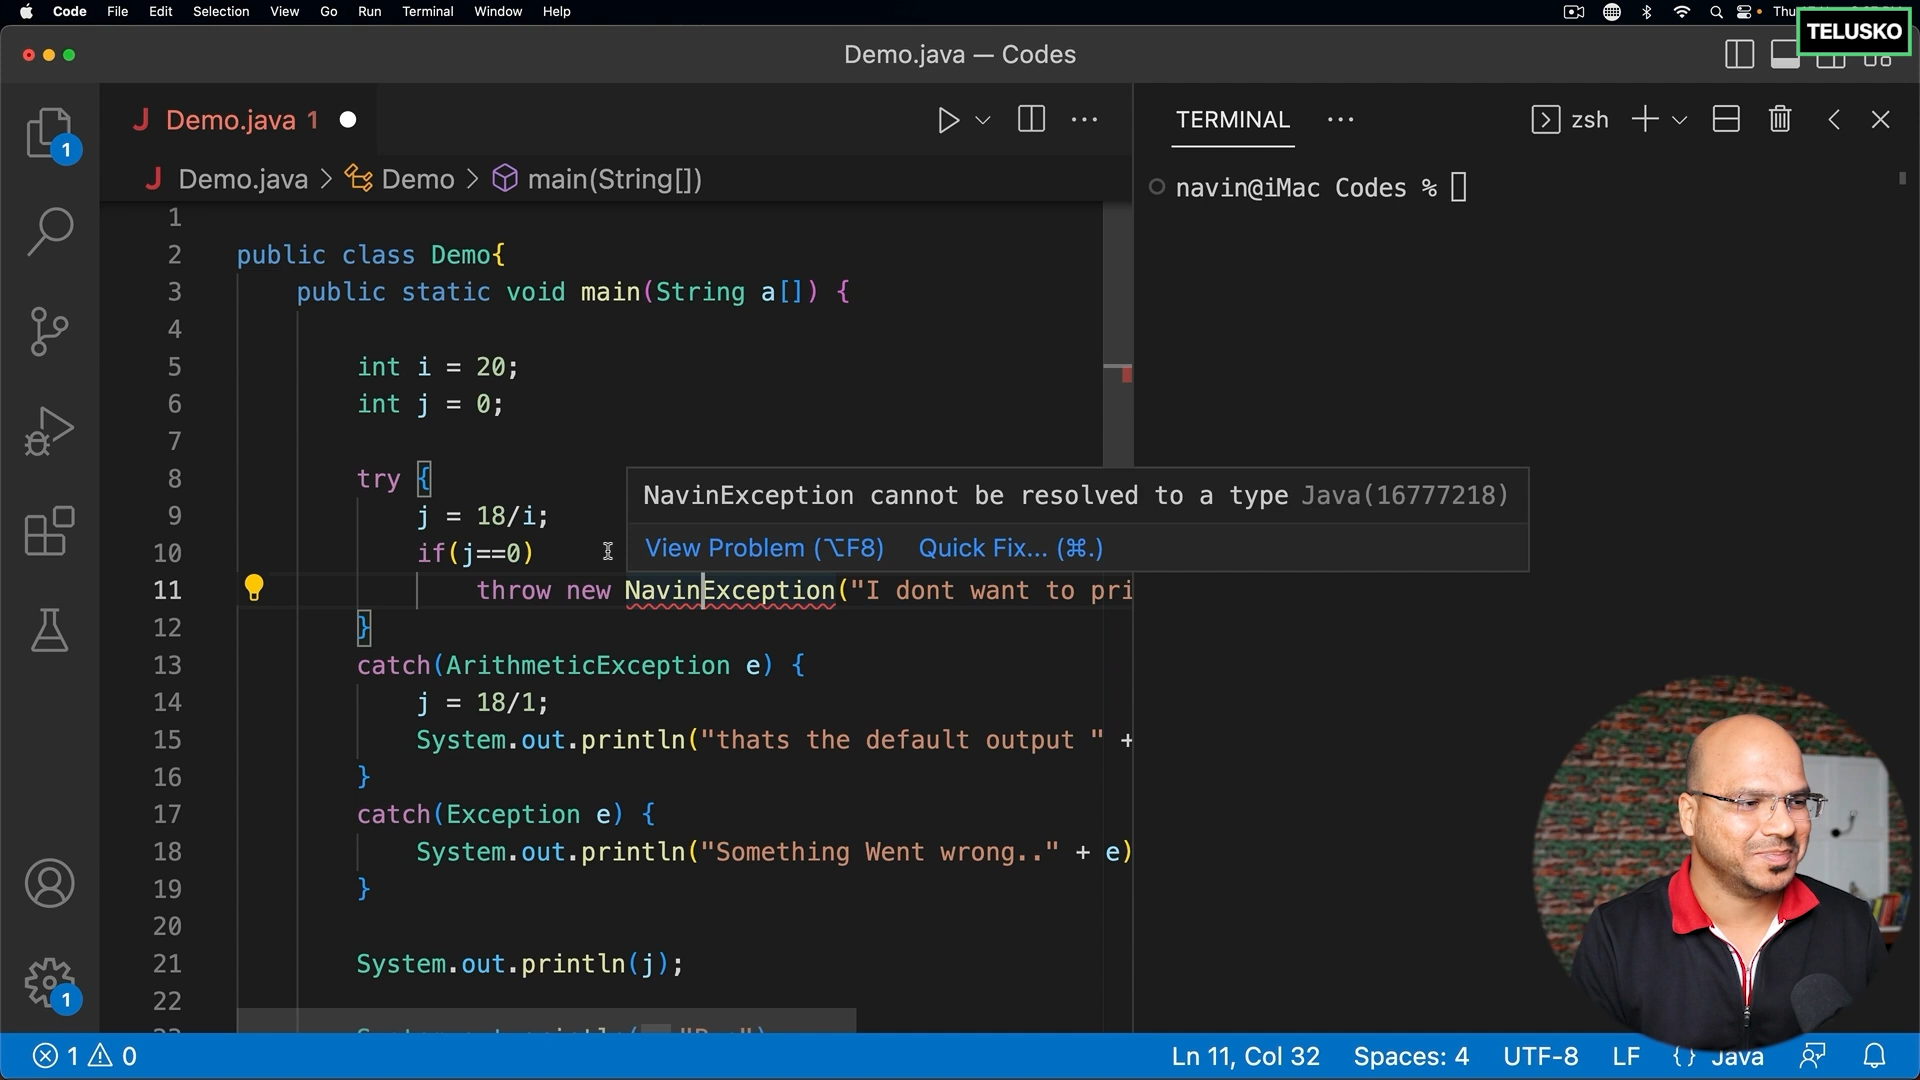 Code File Edit Selection View Go Run Terminal Window Help Thu
TELUSKO
Demo.java — Codes
Demo.java 1
TERMINAL
zsh
Demo.java > Demo > main(String[])
navin@iMac Codes %
1
2 public class Demo{
3 public static void main(String a[]) {
4
5 int i = 20;
6 int j = 0;
7
8 try {
NavinException cannot be resolved to a type Java(16777218)
9 j = 18/i;
10 if(j==0)
View Problem (⌥F8) Quick Fix... (⌘.)
11 throw new NavinException("I dont want to pri
12 }
13 catch(ArithmeticException e) {
14 j = 18/1;
15 System.out.println("thats the default output " +
16 }
17 catch(Exception e) {
18 System.out.println("Something Went wrong.." + e)
19 }
20
21 System.out.println(j);
22
1
1
1 0
Ln 11, Col 32 Spaces: 4 UTF-8 LF {} Java